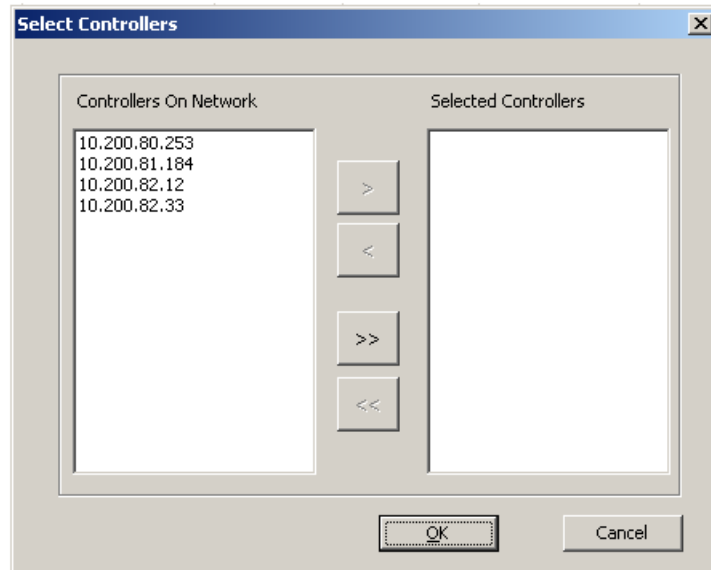 Select Controllers
Controllers On Network
Selected Controllers
10.200.80.253
10.200.81.184
10.200.82.12
10.200.82.33
>
<
>>
<<
OK
Cancel